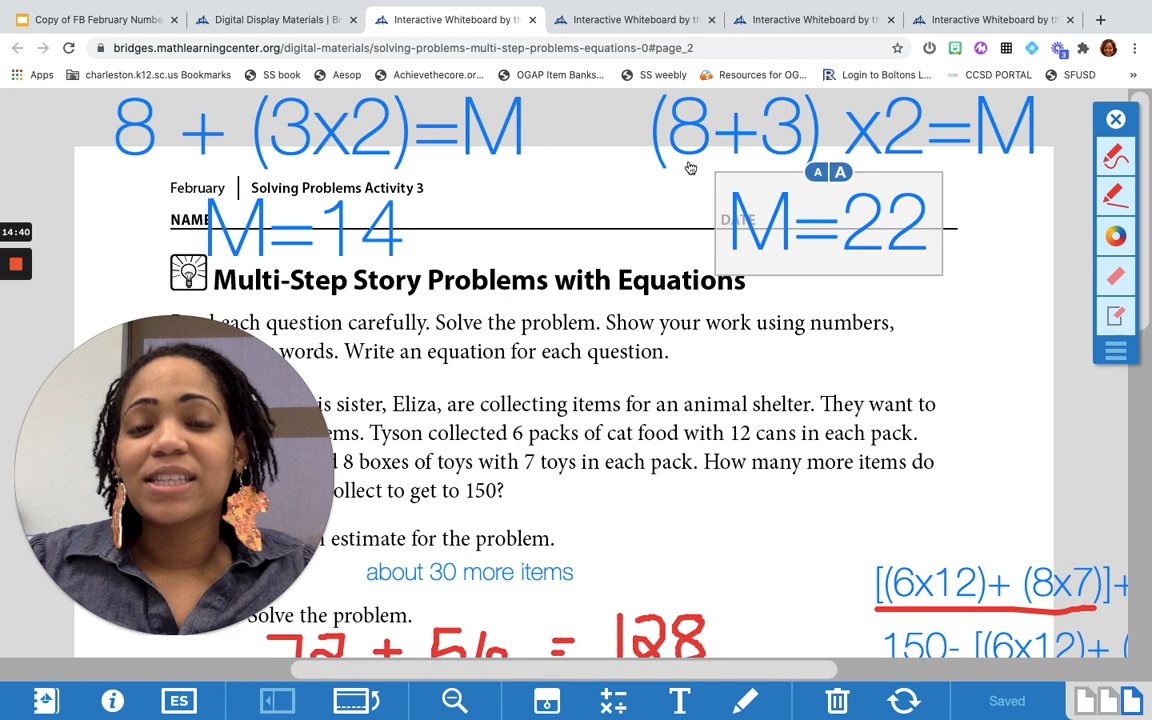 Copy of FB February Numbe
Digital Display Materials | Br
Interactive Whiteboard by th
Interactive Whiteboard by th
Interactive Whiteboard by th
Interactive Whiteboard by th
bridges.mathlearningcenter.org/digital-materials/solving-problems-multi-step-problems-equations-0#page_2
Apps
charleston.k12.sc.us Bookmarks
SS book
Aesop
Achievethecore.or...
OGAP Item Banks...
SS weekly
Resources for OG...
Login to Boltons L...
CCSD PORTAL
SFUSD
»
8 + (3x2)=M
(8+3) x2=M
A A
February | Solving Problems Activity 3
NAME
DATE
M=14
M=22
14:40
Multi-Step Story Problems with Equations
each question carefully. Solve the problem. Show your work using numbers,
words. Write an equation for each question.
is sister, Eliza, are collecting items for an animal shelter. They want to
ems. Tyson collected 6 packs of cat food with 12 cans in each pack.
8 boxes of toys with 7 toys in each pack. How many more items do
ollect to get to 150?
estimate for the problem.
about 30 more items
[(6x12)+ (8x7)]+
Solve the problem.
72 + 56 = 128
150- [(6x12)+ (
ES
Saved